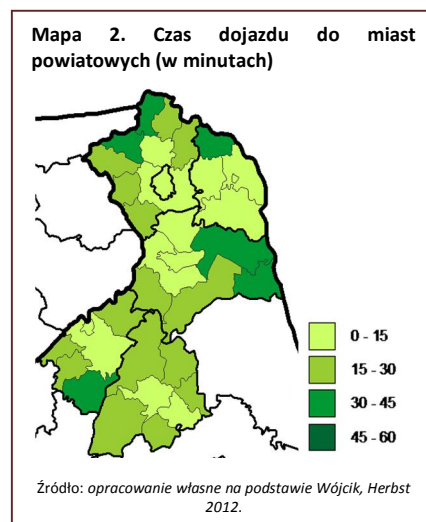 Mapa 2. Czas dojazdu do miast
powiatowych (w minutach)
0 - 15
15 - 30
30 - 45
45 - 60
Źródło: opracowanie własne na podstawie Wójcik, Herbst
2012.